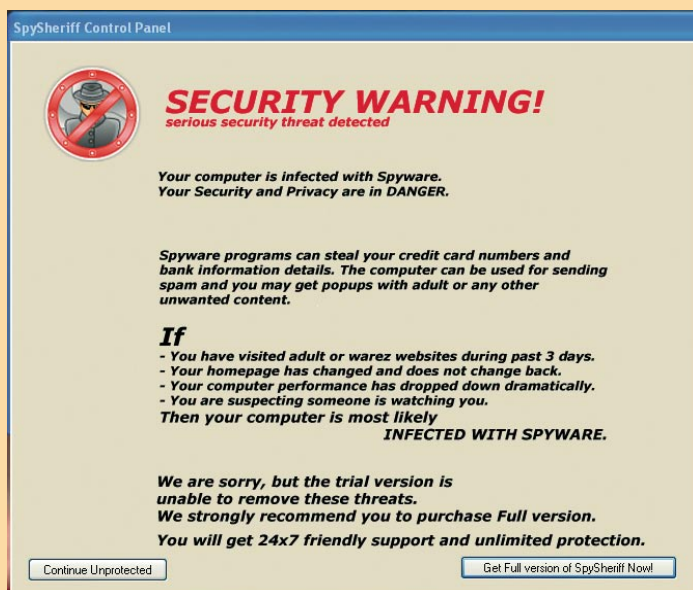 SpySheriff Control Panel
SECURITY WARNING!
serious security threat detected
Your computer is infected with Spyware.
Your Security and Privacy are in DANGER.
Spyware programs can steal your credit card numbers and
bank information details. The computer can be used for sending
spam and you may get popups with adult or any other
unwanted content.
If
- You have visited adult or warez websites during past 3 days.
- Your homepage has changed and does not change back.
- Your computer performance has dropped down dramatically.
- You are suspecting someone is watching you.
Then your computer is most likely
INFECTED WITH SPYWARE.
We are sorry, but the trial version is
unable to remove these threats.
We strongly recommend you to purchase Full version.
You will get 24x7 friendly support and unlimited protection.
Continue Unprotected
Get Full version of SpySheriff Now!